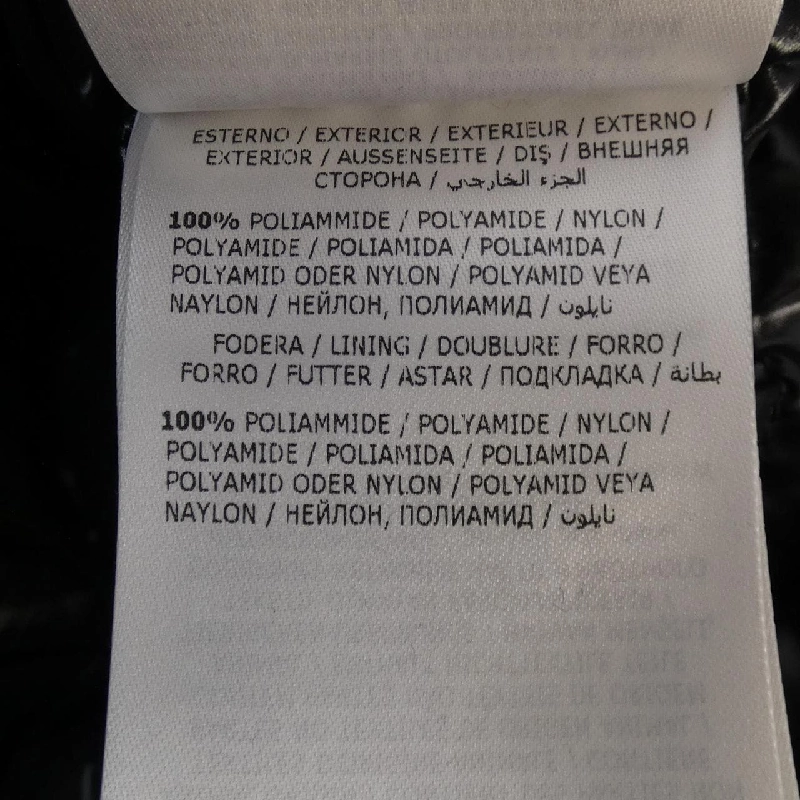 ESTERNO / EXTERIOR / EXTERIEUR / EXTERNO /
EXTERIOR / AUSSENSEITE / DIŞ / ВНЕШНЯЯ
СТОРОНА / الجزء الخارجي
100% POLIAMMIDE / POLYAMIDE / NYLON /
POLYAMIDE / POLIAMIDA / POLIAMIDA /
POLYAMID ODER NYLON / POLYAMID VEYA
NAYLON / НЕЙЛОН, ПОЛИАМИД / نايلون
FODERA / LINING / DOUBLURE / FORRO /
FORRO / FUTTER / ASTAR / ПОДКЛАДКА / بطانة
100% POLIAMMIDE / POLYAMIDE / NYLON /
POLYAMIDE / POLIAMIDA / POLIAMIDA /
POLYAMID ODER NYLON / POLYAMID VEYA
NAYLON / НЕЙЛОН, ПОЛИАМИД / نايلون